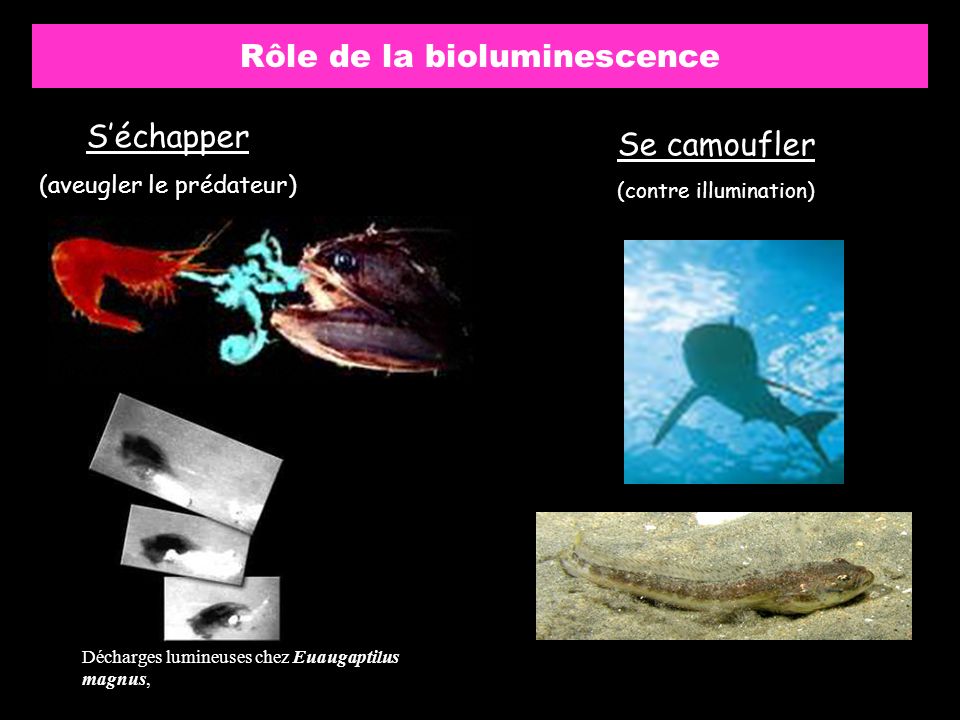 Rôle de la bioluminescence
S’échapper
(aveugler le prédateur)
Se camoufler
(contre illumination)
Décharges lumineuses chez Euaugaptilus
magnus,